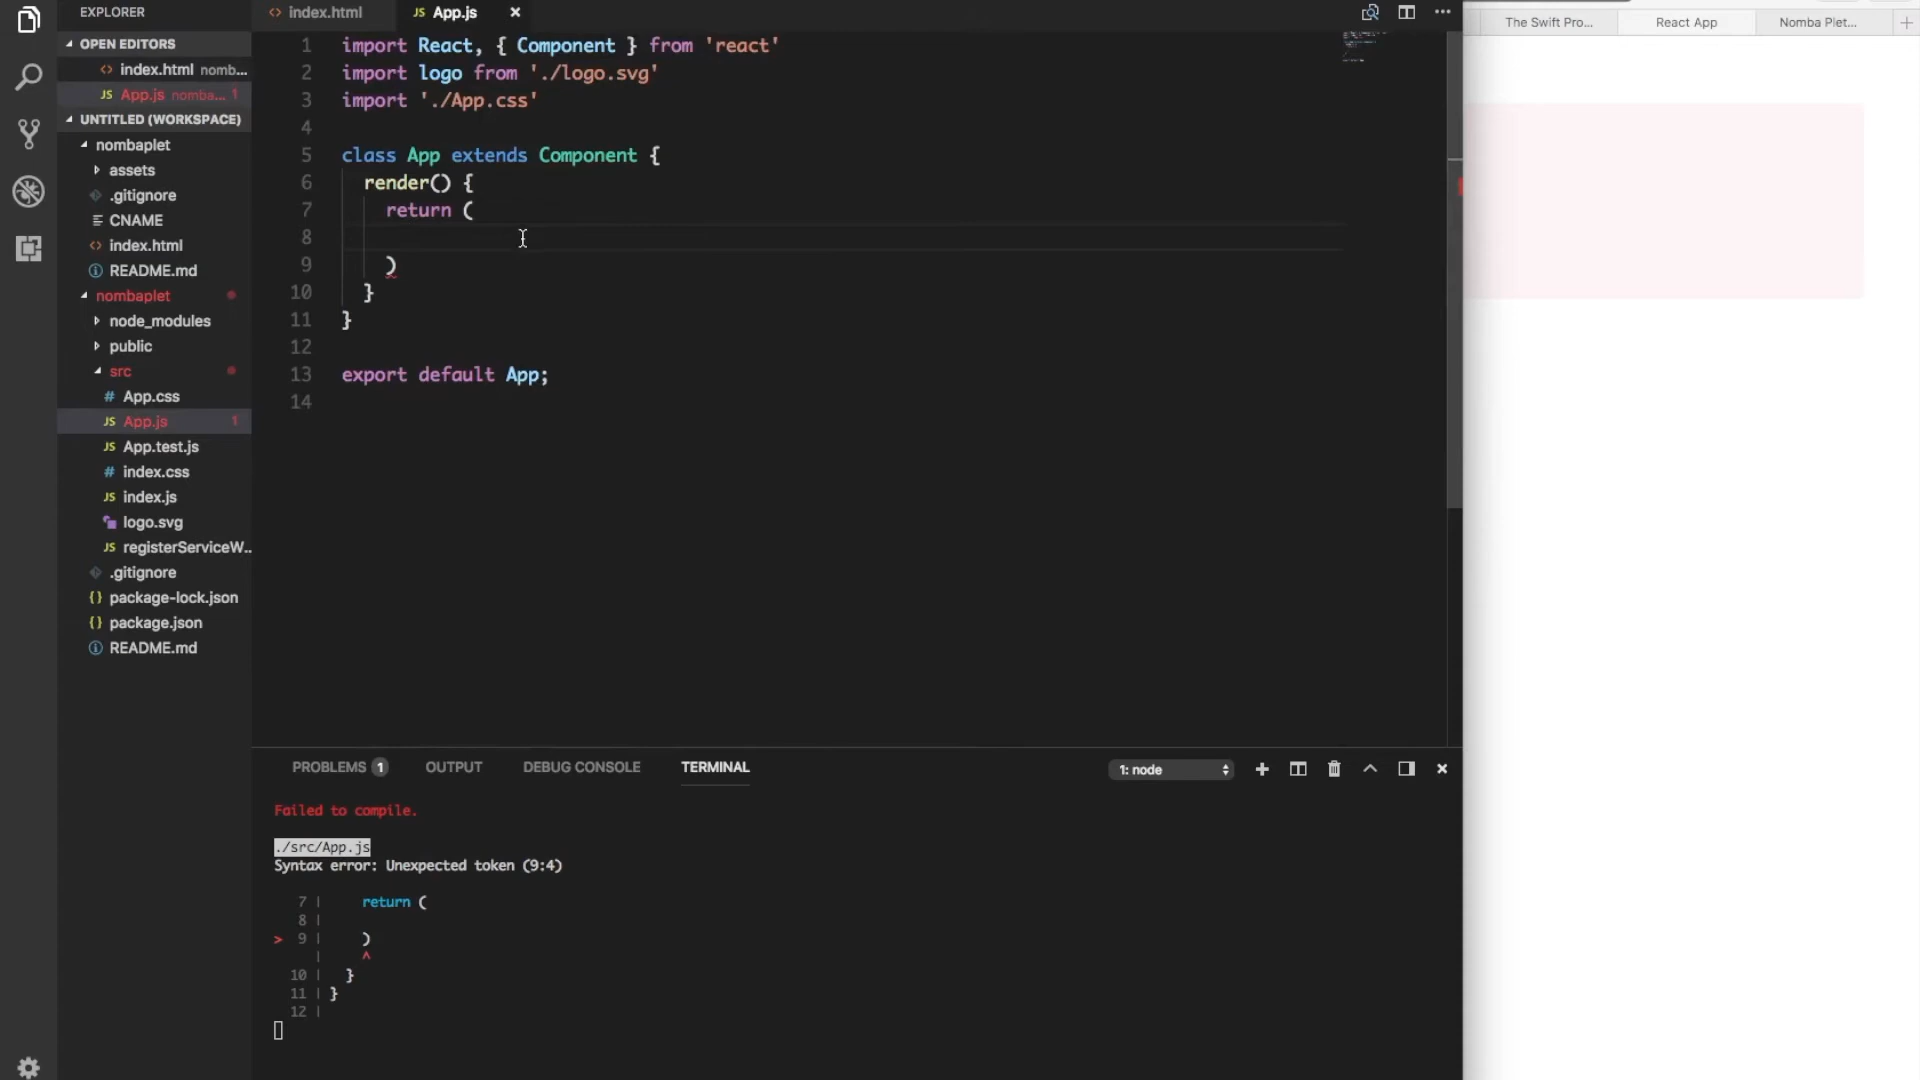 EXPLORER
OPEN EDITORS
<> index.html nomb...
JS App.js nomba... 1
UNTITLED (WORKSPACE)
nombaplet
assets
.gitignore
CNAME
<> index.html
README.md
nombaplet
node_modules
public
src
# App.css
JS App.js 1
JS App.test.js
# index.css
JS index.js
logo.svg
JS registerServiceW..
.gitignore
{} package-lock.json
{} package.json
README.md
<> index.html
JS App.js
1 import React, { Component } from 'react'
2 import logo from './logo.svg'
3 import './App.css'
4
5 class App extends Component {
6 render() {
7 return (
8
9 )
10 }
11 }
12
13 export default App;
14
PROBLEMS 1 OUTPUT DEBUG CONSOLE TERMINAL
1: node
Failed to compile.
./src/App.js
Syntax error: Unexpected token (9:4)
7 | return (
8 |
> 9 | )
| ^
10 | }
11 | }
12 |
The Swift Pro...
React App
Nomba Plet...